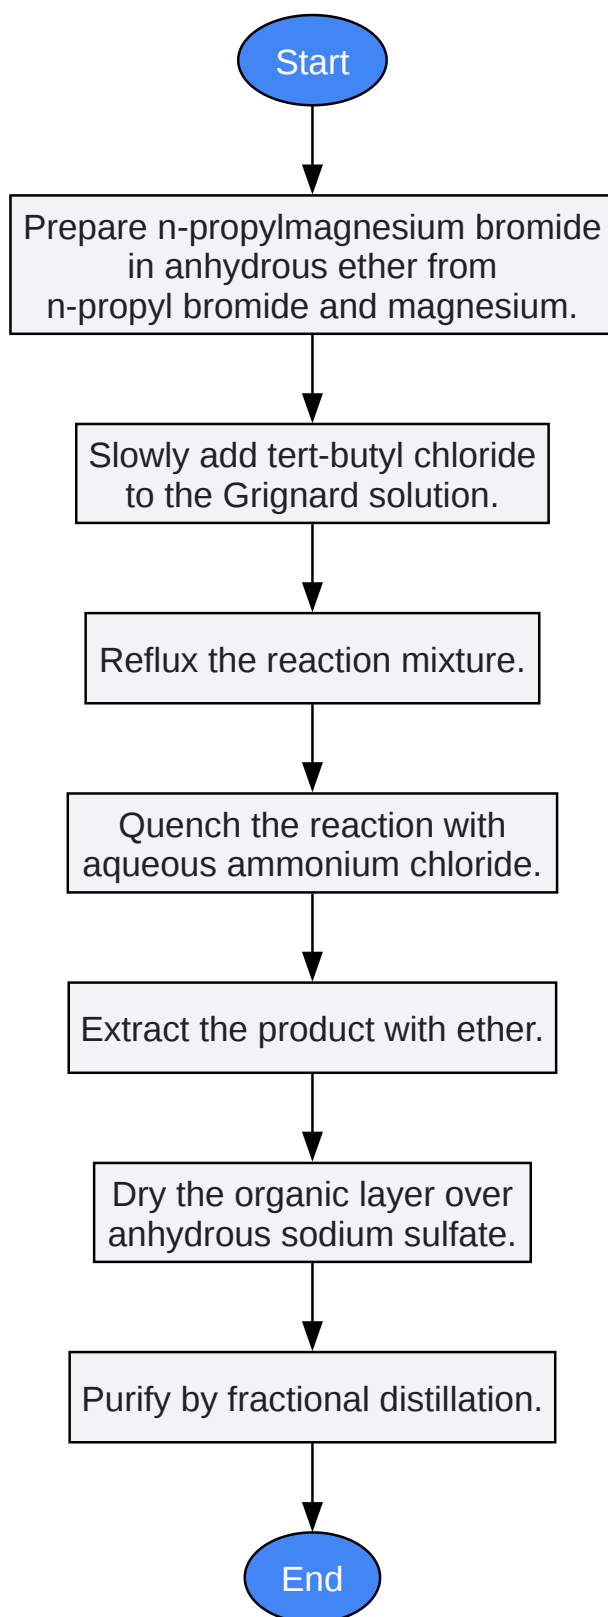 Start
Prepare n-propylmagnesium bromide
in anhydrous ether from
n-propyl bromide and magnesium.
Slowly add tert-butyl chloride
to the Grignard solution.
Reflux the reaction mixture.
Quench the reaction with
aqueous ammonium chloride.
Extract the product with ether.
Dry the organic layer over
anhydrous sodium sulfate.
Purify by fractional distillation.
End